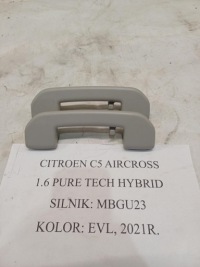 CITROEN C5 AIRCROSS
1.6 PURE TECH HYBRID
SILNIK: MBGU23
KOLOR: EVL, 2021R.